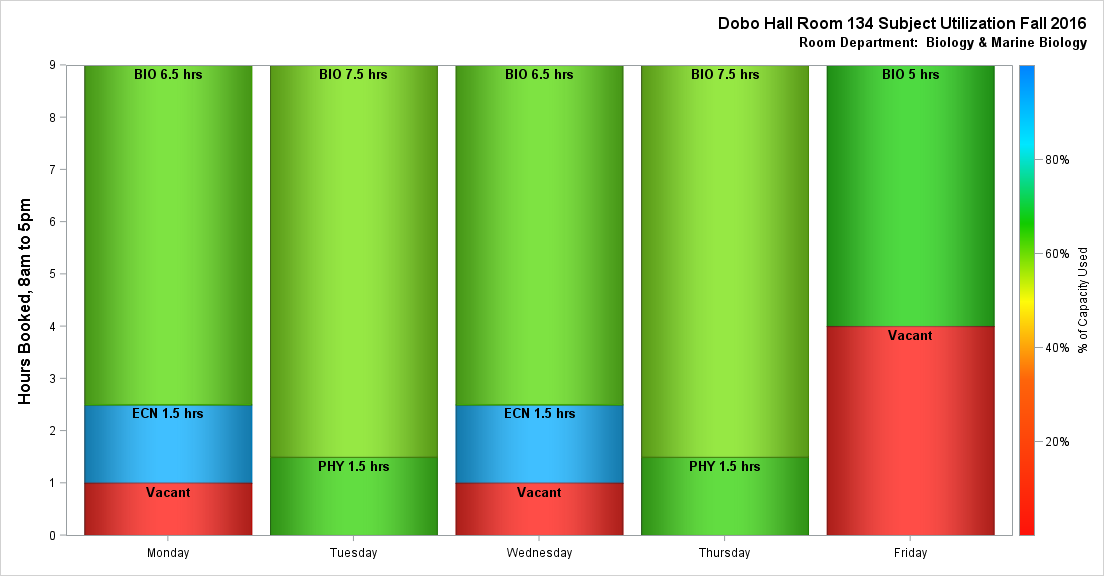 Dobo Hall Room 134 Subject Utilization Fall 2016
Room Department:  Biology & Marine Biology
Hours Booked, 8am to 5pm
9
8
7
6
5
4
3
2
1
0
BIO 6.5 hrs
ECN 1.5 hrs
Vacant
BIO 7.5 hrs
PHY 1.5 hrs
BIO 6.5 hrs
ECN 1.5 hrs
Vacant
BIO 7.5 hrs
PHY 1.5 hrs
BIO 5 hrs
Vacant
Monday
Tuesday
Wednesday
Thursday
Friday
80%
60%
40%
20%
% of Capacity Used